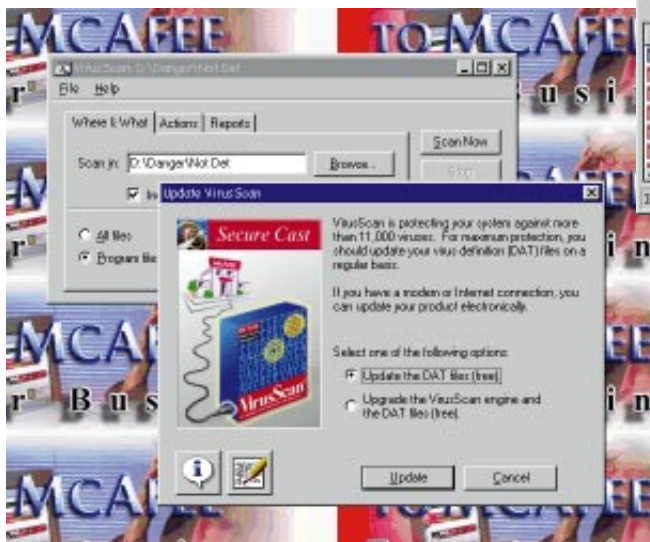 MCAFEE
TO MCAFEE
VirusScan: D:\Danger\Not Det
File Help
Where & What Actions Reports
Scan in: D:\Danger\Not Det
Browse...
Scan Now
Stop
All files
Program file
Update VirusScan
Secure Cast
VirusScan
VirusScan is protecting your system against more
than 11,000 viruses. For maximum protection, you
should update your virus definition (DAT) files on a
regular basis.
If you have a modem or Internet connection, you
can update your product electronically.
Select one of the following options:
Update the DAT files (free).
Upgrade the VirusScan engine and
the DAT files (free).
Update
Cancel
MCAFEE
MCAFEE